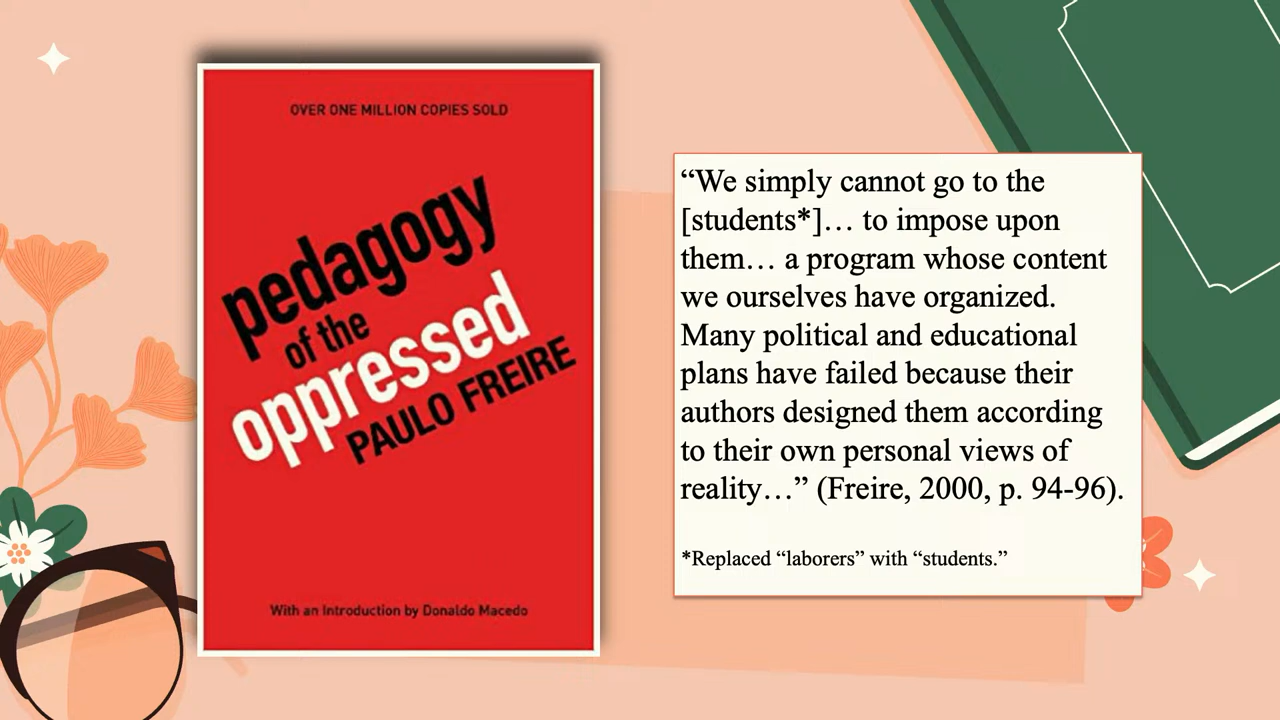 OVER ONE MILLION COPIES SOLD
pedagogy
of the
oppressed
PAULO FREIRE
With an Introduction by Donaldo Macedo
“We simply cannot go to the
[students*]… to impose upon
them… a program whose content
we ourselves have organized.
Many political and educational
plans have failed because their
authors designed them according
to their own personal views of
reality…” (Freire, 2000, p. 94-96).
*Replaced “laborers” with “students.”